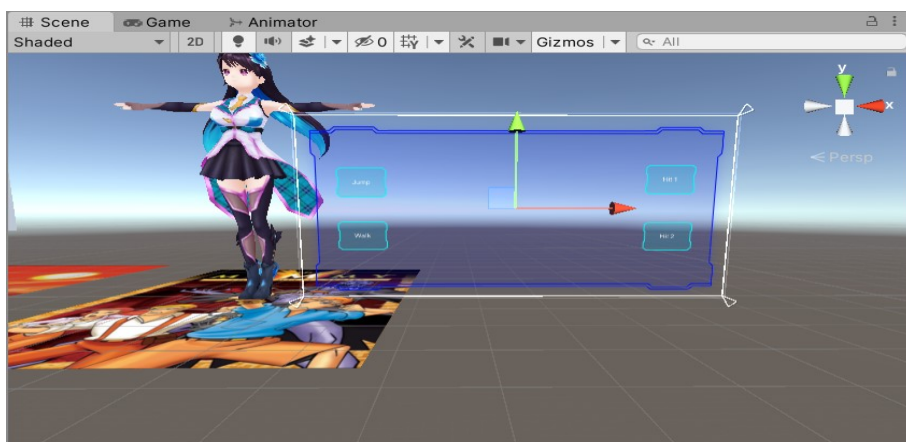 Scene Game Animator
Shaded 2D 0 Gizmos All
y
x
Persp
Jump
Hit 1
Walk
Hit 2